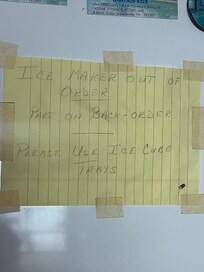 ICE MAKER OUT OF
ORDER
PART ON BACK-ORDER
PLEASE USE ICE CUBE
TRAYS